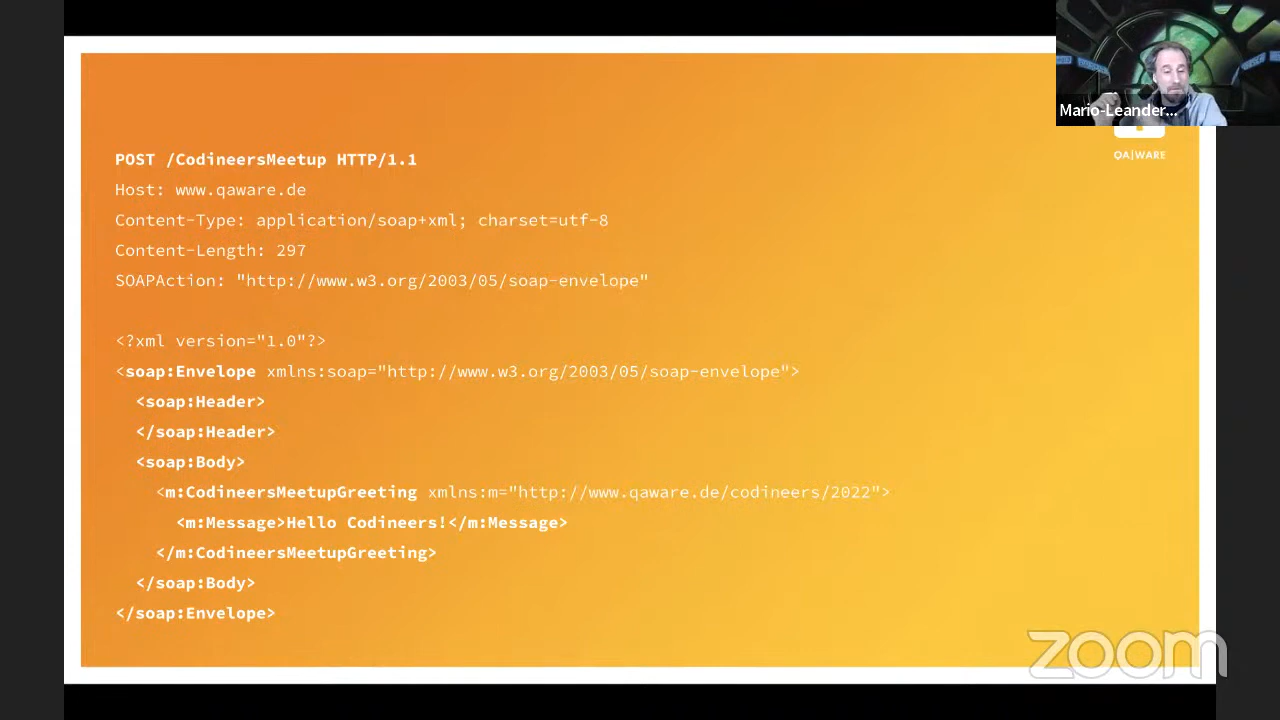 Mario-Leander...
QA|WARE
POST /CodineersMeetup HTTP/1.1
Host: www.qaware.de
Content-Type: application/soap+xml; charset=utf-8
Content-Length: 297
SOAPAction: "http://www.w3.org/2003/05/soap-envelope"
<?xml version="1.0"?>
<soap:Envelope xmlns:soap="http://www.w3.org/2003/05/soap-envelope">
<soap:Header>
</soap:Header>
<soap:Body>
<m:CodineersMeetupGreeting xmlns:m="http://www.qaware.de/codineers/2022">
<m:Message>Hello Codineers!</m:Message>
</m:CodineersMeetupGreeting>
</soap:Body>
</soap:Envelope>
zoom